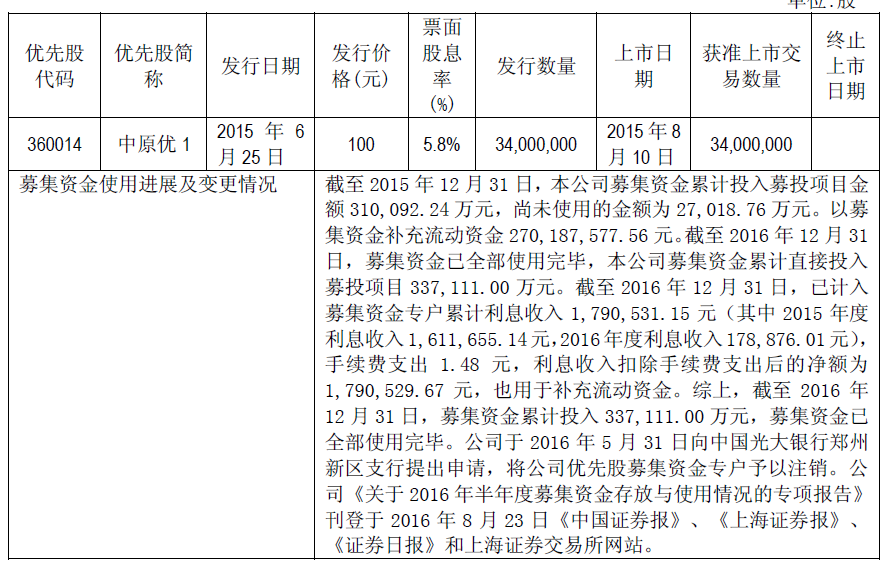 单位:股
优先股代码 优先股简称 发行日期 发行价格(元) 票面股息率(%) 发行数量 上市日期 获准上市交易数量 终止上市日期
360014 中原优 1 2015 年 6 月 25 日 100 5.8% 34,000,000 2015 年 8 月 10 日 34,000,000
募集资金使用进展及变更情况
截至 2015 年 12 月 31 日，本公司募集资金累计投入募投项目金
额 310,092.24 万元，尚未使用的金额为 27,018.76 万元。以募
集资金补充流动资金 270,187,577.56 元。截至 2016 年 12 月 31
日，募集资金已全部使用完毕，本公司募集资金累计直接投入
募投项目 337,111.00 万元。截至 2016 年 12 月 31 日，已计入
募集资金专户累计利息收入 1,790,531.15 元（其中 2015 年度
利息收入 1,611,655.14 元，2016 年度利息收入 178,876.01 元），
手续费支出 1.48 元，利息收入扣除手续费支出后的净额为
1,790,529.67 元，也用于补充流动资金。综上，截至 2016 年
12 月 31 日，募集资金累计投入 337,111.00 万元，募集资金已
全部使用完毕。公司于 2016 年 5 月 31 日向中国光大银行郑州
新区支行提出申请，将公司优先股募集资金专户予以注销。公
司《关于 2016 年半年度募集资金存放与使用情况的专项报告》
刊登于 2016 年 8 月 23 日《中国证券报》、《上海证券报》、
《证券日报》和上海证券交易所网站。